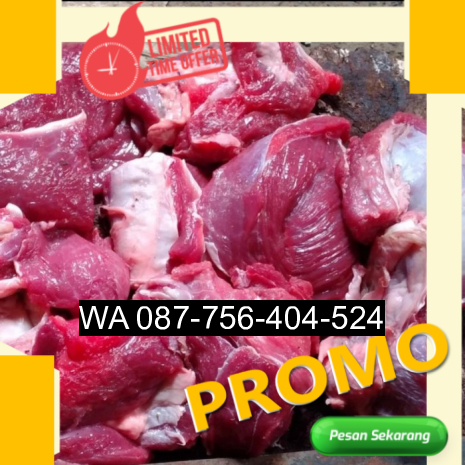 LIMITED
TIME OFFER
WA 087-756-404-524
PROMO
Pesan Sekarang